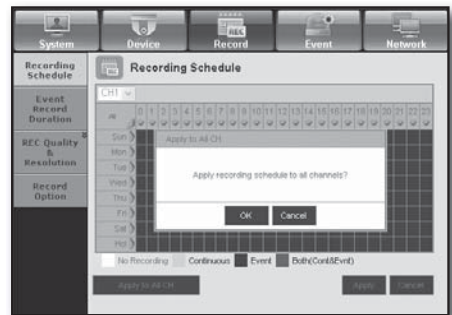 System Device Record Event Network
Recording Schedule
Event Record Duration
REC Quality & Resolution
Record Option
Recording Schedule
CH1
All 0 1 2 3 4 5 6 7 8 9 10 11 12 13 14 15 16 17 18 19 20 21 22 23
Sun
Mon
Tue
Wed
Thu
Fri
Sat
Hol
Apply to All CH
Apply recording schedule to all channels?
OK Cancel
No Recording Continuous Event Both(Cont&Evnt)
Apply to All CH Apply Cancel